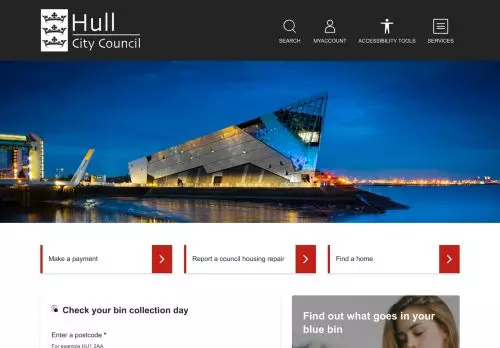 Hull
City Council
SEARCH
MYACCOUNT
ACCESSIBILITY TOOLS
SERVICES
Make a payment
Report a council housing repair
Find a home
Check your bin collection day
Enter a postcode *
For example HU1 2AA
Find out what goes in your
blue bin